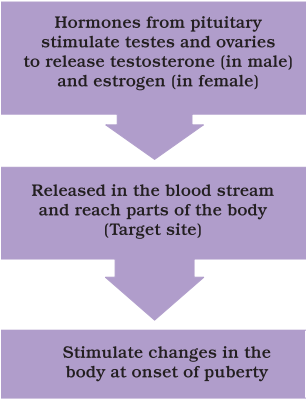 Hormones from pituitary
stimulate testes and ovaries
to release testosterone (in male)
and estrogen (in female)
Released in the blood stream
and reach parts of the body
(Target site)
Stimulate changes in the
body at onset of puberty